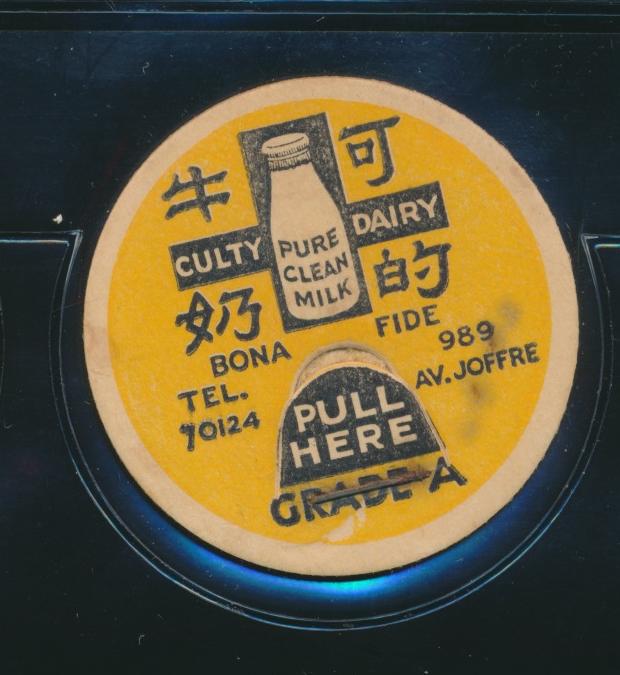 可的
牛奶
CULTY DAIRY
PURE
CLEAN
MILK
BONA FIDE
TEL.
70124
989
AV. JOFFRE
PULL
HERE
GRADE A